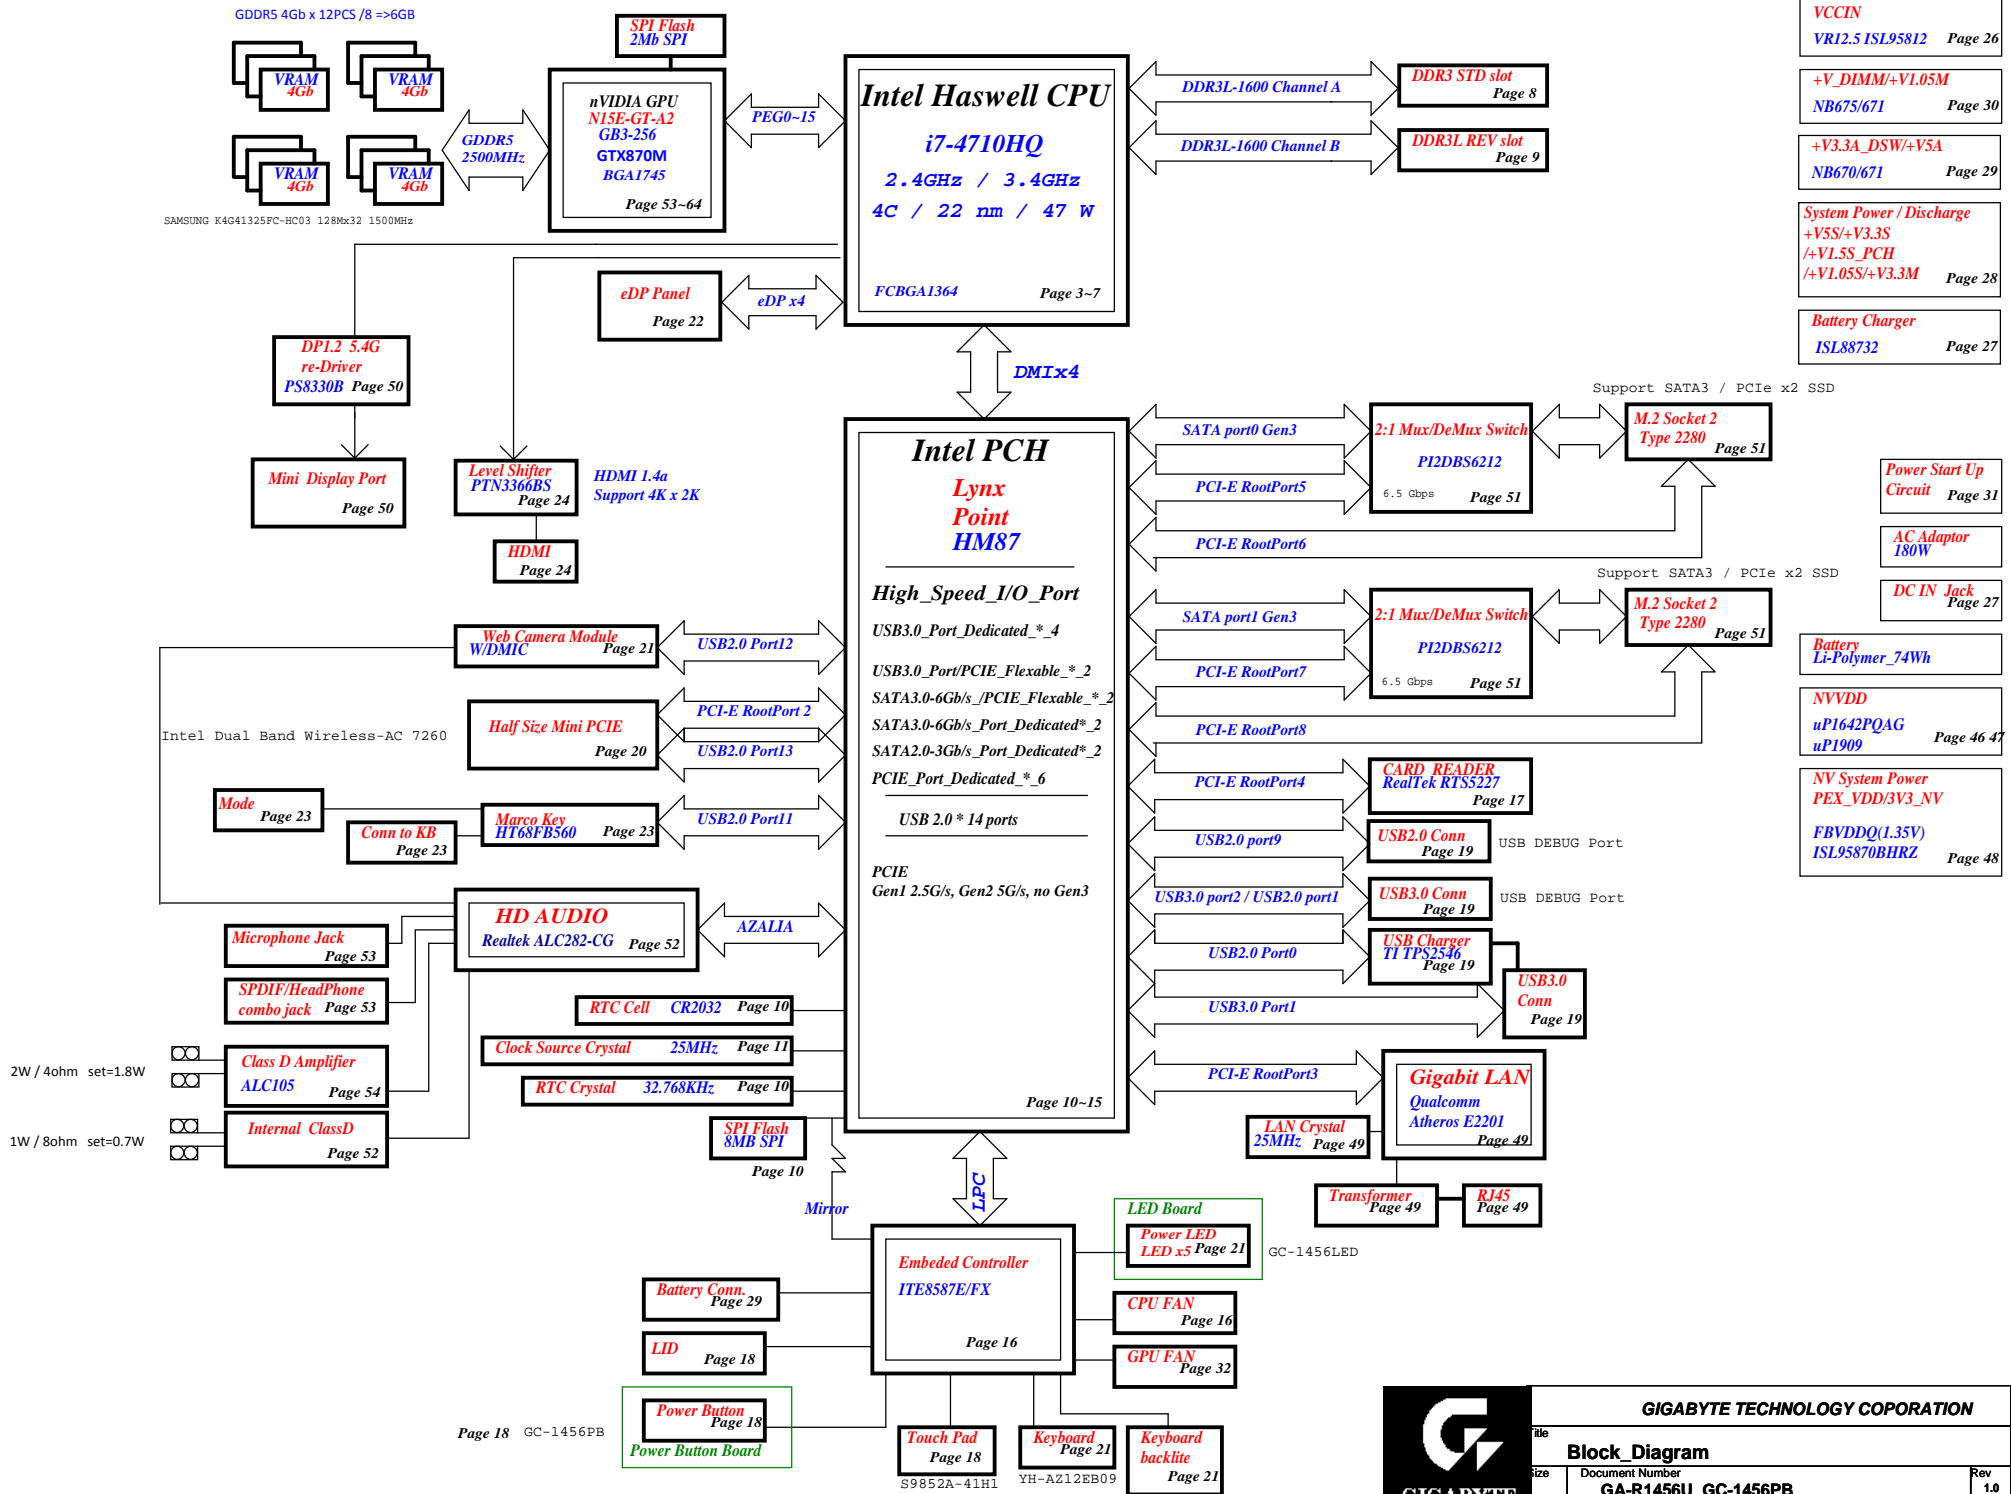 GDDR5 4Gb x 12PCS /8 =>6GB
VRAM
4Gb
VRAM
4Gb
VRAM
4Gb
VRAM
4Gb
SAMSUNG K4G41325FC-HC03 128Mx32 1500MHz
GDDR5
2500MHz
SPI Flash
2Mb SPI
nVIDIA GPU
N15E-GT-A2
GB3-256
GTX870M
BGA1745
Page 53~64
PEG0~15
Intel Haswell CPU
i7-4710HQ
2.4GHz / 3.4GHz
4C / 22 nm / 47 W
FCBGA1364 Page 3~7
DDR3L-1600 Channel A
DDR3 STD slot
Page 8
DDR3L-1600 Channel B
DDR3L REV slot
Page 9
VCCIN
VR12.5 ISL95812 Page 26
+V_DIMM/+V1.05M
NB675/671 Page 30
+V3.3A_DSW/+V5A
NB670/671 Page 29
System Power / Discharge
+V5S/+V3.3S
/+V1.5S_PCH
/+V1.05S/+V3.3M Page 28
Battery Charger
ISL88732 Page 27
eDP Panel
Page 22
eDP x4
DP1.2 5.4G
re-Driver
PS8330B Page 50
Mini Display Port
Page 50
Level Shifter
PTN3366BS
Page 24
HDMI 1.4a
Support 4K x 2K
HDMI
Page 24
DMIx4
Intel PCH
Lynx
Point
HM87
High_Speed_I/O_Port
USB3.0_Port_Dedicated_*_4
USB3.0_Port/PCIE_Flexable_*_2
SATA3.0-6Gb/s_/PCIE_Flexable_*_2
SATA3.0-6Gb/s_Port_Dedicated*_2
SATA2.0-3Gb/s_Port_Dedicated*_2
PCIE_Port_Dedicated_*_6
USB 2.0 * 14 ports
PCIE
Gen1 2.5G/s, Gen2 5G/s, no Gen3
Page 10~15
Support SATA3 / PCIe x2 SSD
SATA port0 Gen3
PCI-E RootPort5
2:1 Mux/DeMux Switch
PI2DBS6212
6.5 Gbps Page 51
M.2 Socket 2
Type 2280
Page 51
PCI-E RootPort6
Support SATA3 / PCIe x2 SSD
SATA port1 Gen3
PCI-E RootPort7
2:1 Mux/DeMux Switch
PI2DBS6212
6.5 Gbps Page 51
M.2 Socket 2
Type 2280
Page 51
PCI-E RootPort8
Power Start Up
Circuit Page 31
AC Adaptor
180W
DC IN Jack
Page 27
Battery
Li-Polymer_74Wh
NVVDD
uP1642PQAG
uP1909 Page 46 47
NV System Power
PEX_VDD/3V3_NV
FBVDDQ(1.35V)
ISL95870BHRZ Page 48
PCI-E RootPort4
CARD READER
RealTek RTS5227
Page 17
USB2.0 port9
USB2.0 Conn
Page 19
USB DEBUG Port
USB3.0 port2 / USB2.0 port1
USB3.0 Conn
Page 19
USB DEBUG Port
USB2.0 Port0
USB Charger
TI TPS2546
Page 19
USB3.0 Port1
USB3.0
Conn
Page 19
PCI-E RootPort3
Gigabit LAN
Qualcomm
Atheros E2201
Page 49
LAN Crystal
25MHz Page 49
Transformer
Page 49
RJ45
Page 49
Web Camera Module
W/DMIC Page 21
USB2.0 Port12
Intel Dual Band Wireless-AC 7260
Half Size Mini PCIE
Page 20
PCI-E RootPort 2
USB2.0 Port13
Mode
Page 23
Conn to KB
Page 23
Marco Key
HT68FB560 Page 23
USB2.0 Port11
HD AUDIO
Realtek ALC282-CG Page 52
AZALIA
Microphone Jack
Page 53
SPDIF/HeadPhone
combo jack Page 53
2W / 4ohm set=1.8W
Class D Amplifier
ALC105
Page 54
1W / 8ohm set=0.7W
Internal ClassD
Page 52
RTC Cell CR2032 Page 10
Clock Source Crystal 25MHz Page 11
RTC Crystal 32.768KHz Page 10
SPI Flash
8MB SPI
Page 10
Mirror
LPC
Embeded Controller
ITE8587E/FX
Page 16
LED Board
Power LED
LED x5 Page 21
GC-1456LED
Battery Conn.
Page 29
LID
Page 18
CPU FAN
Page 16
GPU FAN
Page 32
Page 18 GC-1456PB
Power Button
Page 18
Power Button Board
Touch Pad
Page 18
S9852A-41H1
Keyboard
Page 21
YH-AZ12EB09
Keyboard
backlite
Page 21
GIGABYTE
GIGABYTE TECHNOLOGY COPORATION
Title
Block_Diagram
Size Document Number Rev
GA-R1456U GC-1456PB 1.0